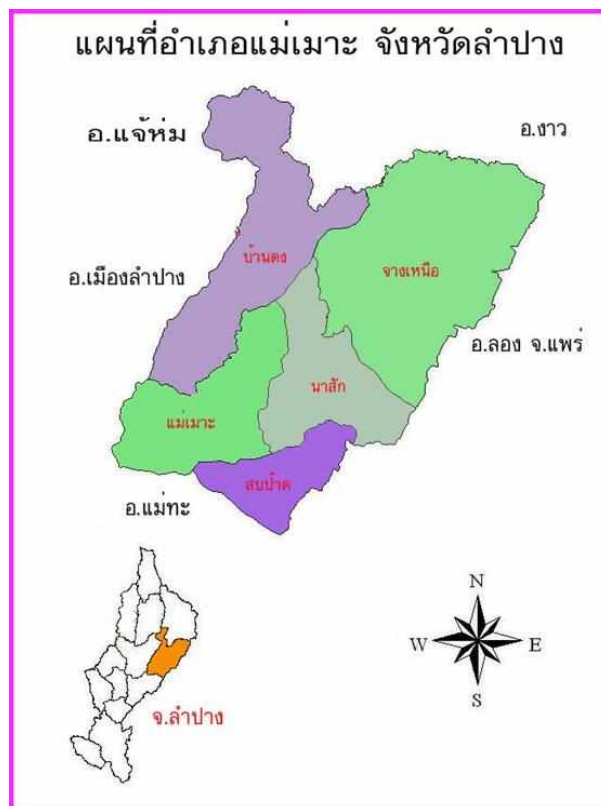 แผนที่อำเภอแม่เมาะ จังหวัดลำปาง
อ.แจ้ห่ม
อ.งาว
บ้านดง
จางเหนือ
อ.เมืองลำปาง
อ.ลอง จ.แพร่
นาสัก
แม่เมาะ
สบป้าด
อ.แม่ทะ
N
W
E
S
จ.ลำปาง